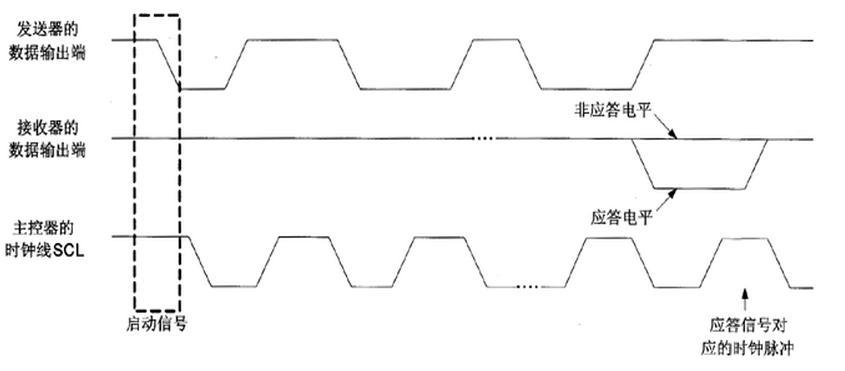 发送器的
数据输出端
非应答电平
接收器的
数据输出端
应答电平
主控器的
时钟线SCL
启动信号
应答信号对
应的时钟脉冲